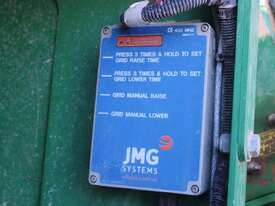 PRESS 3 TIMES & HOLD TO SET
GRID RAISE TIME
PRESS 3 TIMES & HOLD TO SET
GRID LOWER TIME
GRID MANUAL RAISE
GRID MANUAL LOWER
JMG
SYSTEMS